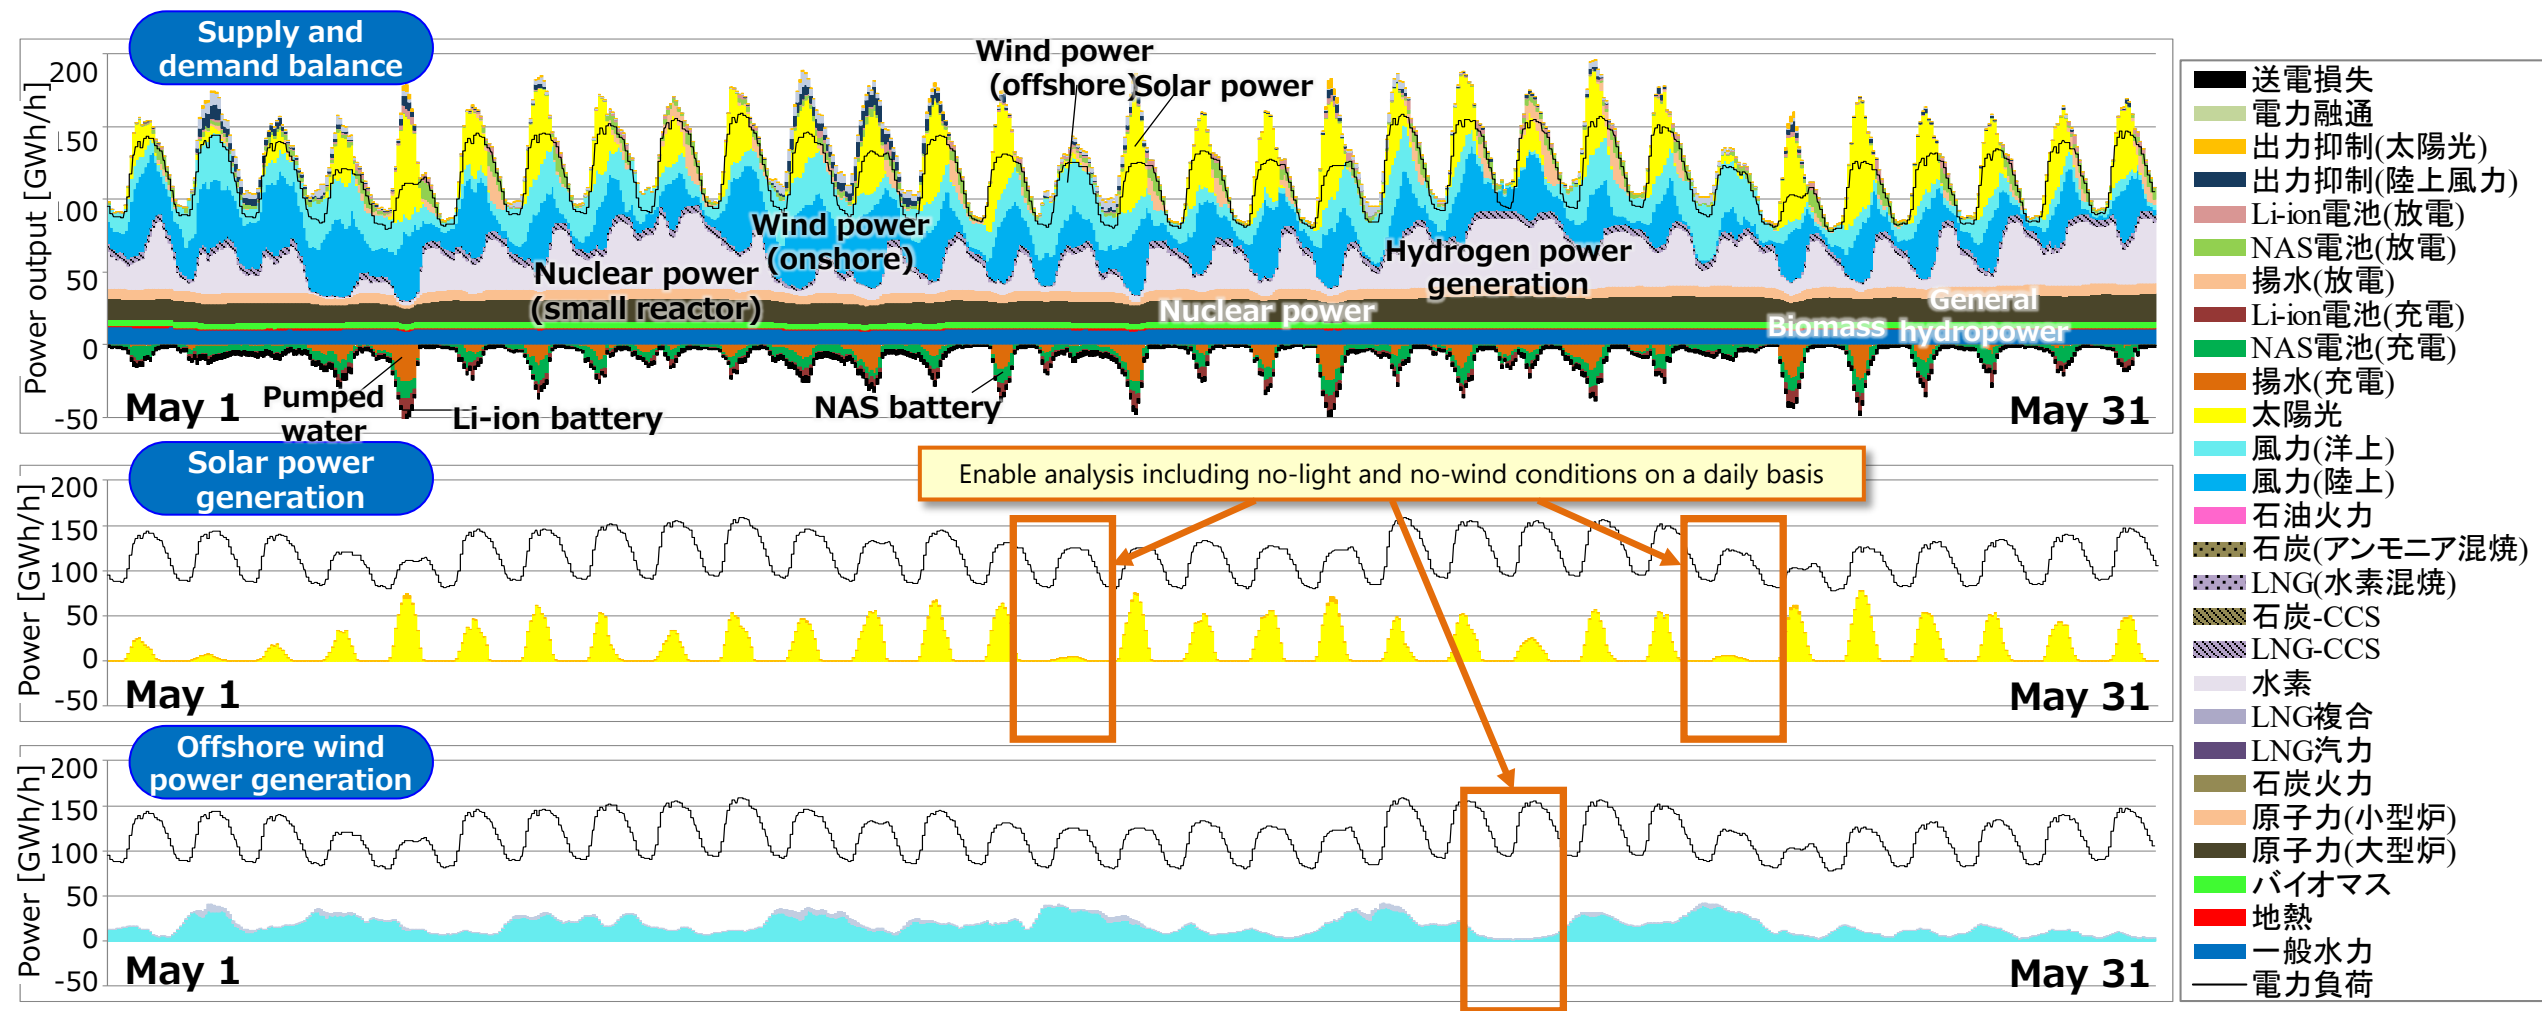 Supply and
demand balance
Power output [GWh/h]
200
150
100
50
0
-50
Wind power
(offshore)
Solar power
Wind power
(onshore)
Nuclear power
(small reactor)
Hydrogen power
generation
Nuclear power
General
hydropower
Biomass
May 1
Pumped
water
Li-ion battery
NAS battery
May 31
Solar power
generation
Enable analysis including no-light and no-wind conditions on a daily basis
Power [GWh/h]
200
150
100
50
0
-50
May 1
May 31
Offshore wind
power generation
Power [GWh/h]
200
150
100
50
0
-50
May 1
May 31
送電損失
電力融通
出力抑制(太陽光)
出力抑制(陸上風力)
Li-ion電池(放電)
NAS電池(放電)
揚水(放電)
Li-ion電池(充電)
NAS電池(充電)
揚水(充電)
太陽光
風力(洋上)
風力(陸上)
石油火力
石炭(アンモニア混焼)
LNG(水素混焼)
石炭-CCS
LNG-CCS
水素
LNG複合
LNG汽力
石炭火力
原子力(小型炉)
原子力(大型炉)
バイオマス
地熱
一般水力
電力負荷